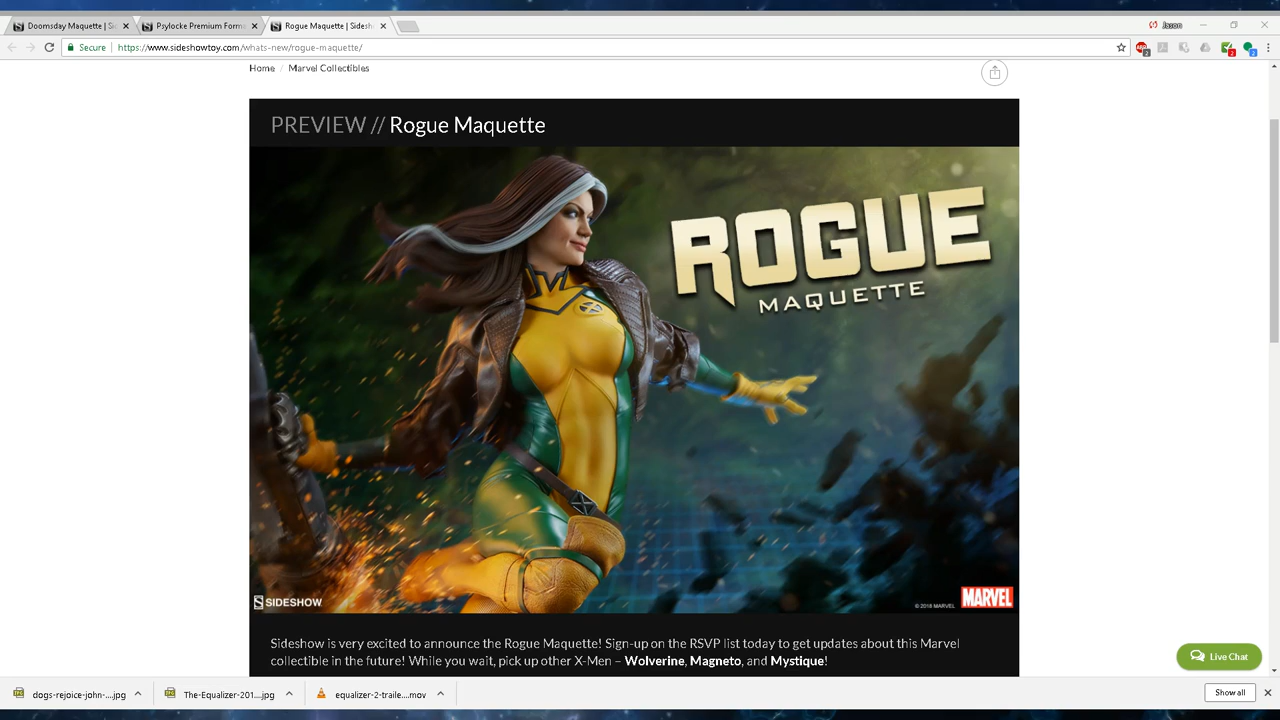 Doomsday Maquette | Si
Psylocke Premium Form
Rogue Maquette | Sidesh
Jason
Secure
https://www.sideshowtoy.com/whats-new/rogue-maquette/
Home / Marvel Collectibles
PREVIEW // Rogue Maquette
ROGUE
MAQUETTE
SIDESHOW
© 2018 MARVEL
MARVEL
Sideshow is very excited to announce the Rogue Maquette! Sign-up on the RSVP list today to get updates about this Marvel
collectible in the future! While you wait, pick up other X-Men – Wolverine, Magneto, and Mystique!
Live Chat
dogs-rejoice-john-....jpg
The-Equalizer-201....jpg
equalizer-2-traile....mov
Show all